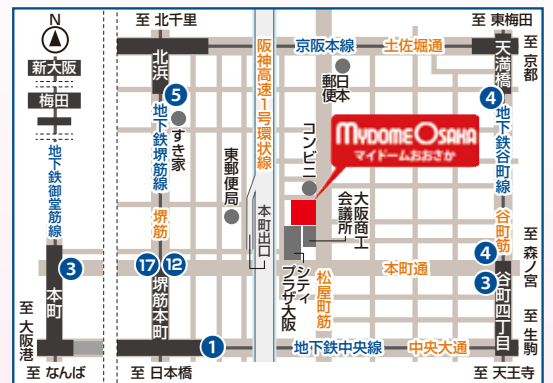 N
至 北千里
至 東梅田
新大阪
梅田
地下鉄御堂筋線
3
本町
至 大阪港
至 なんば
北浜
5
すき家
地下鉄堺筋線
堺筋
東郵便局
17
12
堺筋本町
1
至 日本橋
阪神高速1号環状線
本町出口
京阪本線
土佐堀通
日本郵便
コンビニ
MYDOME OSAKA
マイドームおおさか
大阪商工会議所
シティプラザ大阪
松屋町筋
本町通
地下鉄中央線
中央大通
天満橋
至 京都
4
地下鉄谷町線
谷町筋
4
至 森ノ宮
3
谷町四丁目
至 生駒
至 天王寺